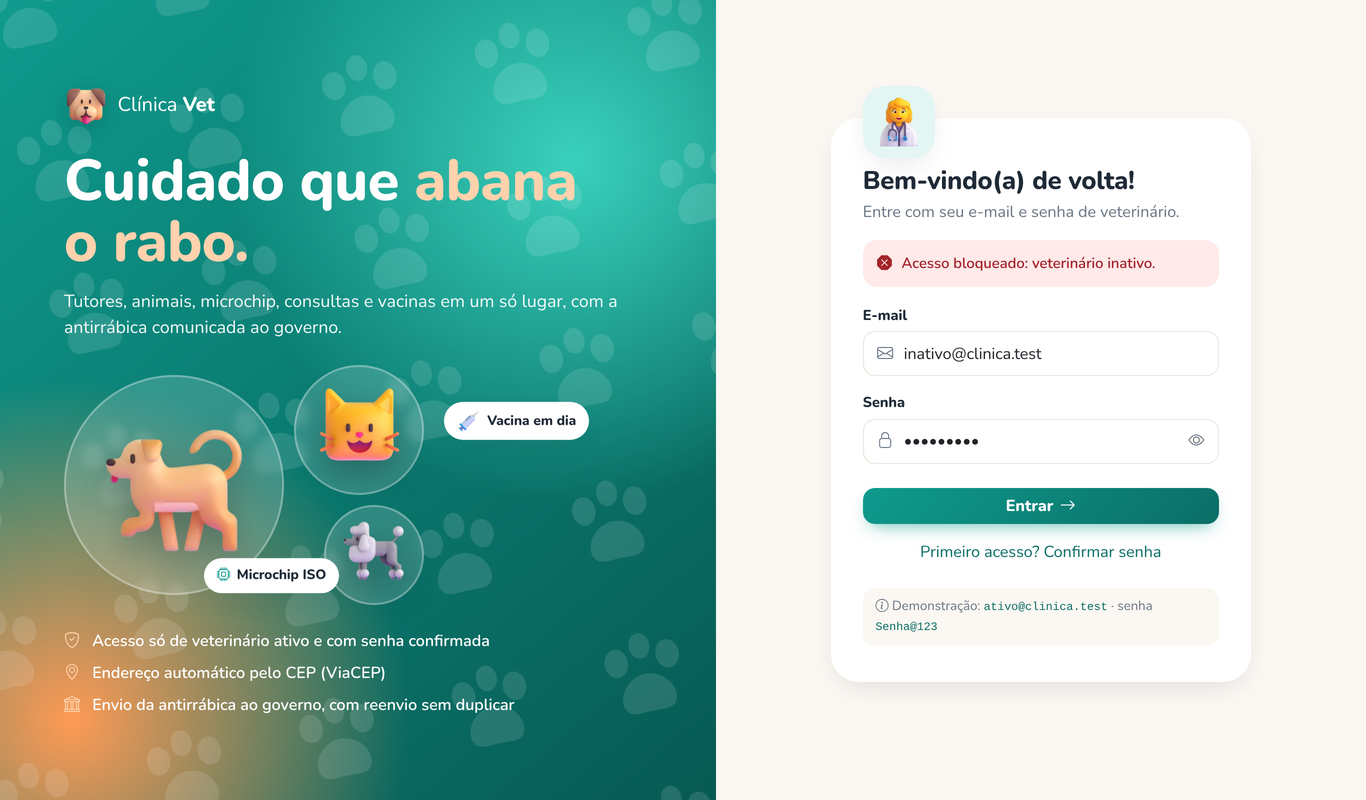 Clínica Vet
Cuidado que abana
o rabo.
Tutores, animais, microchip, consultas e vacinas em um só lugar, com a
antirrábica comunicada ao governo.
Vacina em dia
Microchip ISO
Acesso só de veterinário ativo e com senha confirmada
Endereço automático pelo CEP (ViaCEP)
Envio da antirrábica ao governo, com reenvio sem duplicar
Bem-vindo(a) de volta!
Entre com seu e-mail e senha de veterinário.
Acesso bloqueado: veterinário inativo.
E-mail
inativo@clinica.test
Senha
•••••••••
Entrar →
Primeiro acesso? Confirmar senha
Demonstração: ativo@clinica.test · senha
Senha@123